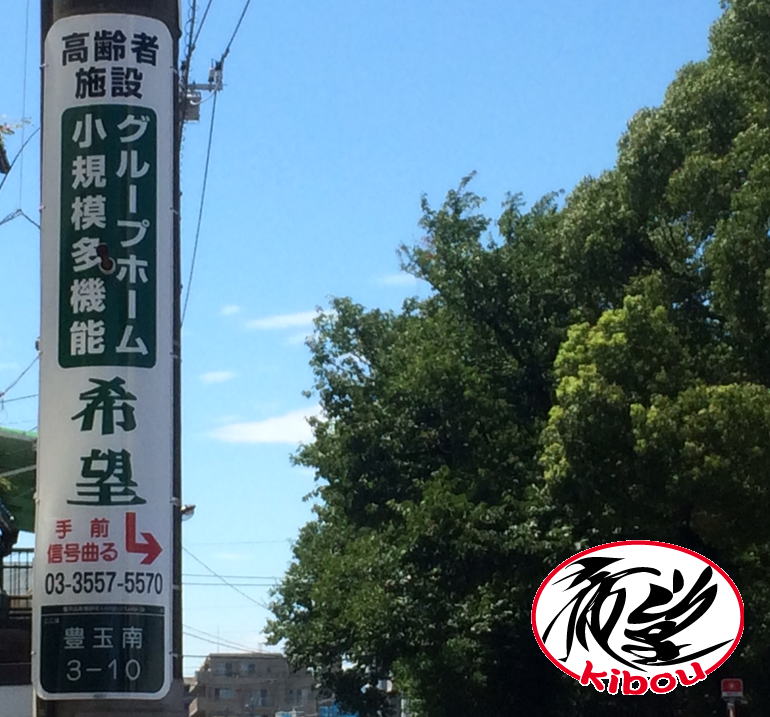 高齢者
施設
グループホーム
小規模多機能
希望
手前
信号曲る
03-3557-5570
豊玉南
3-10
希望
kibou